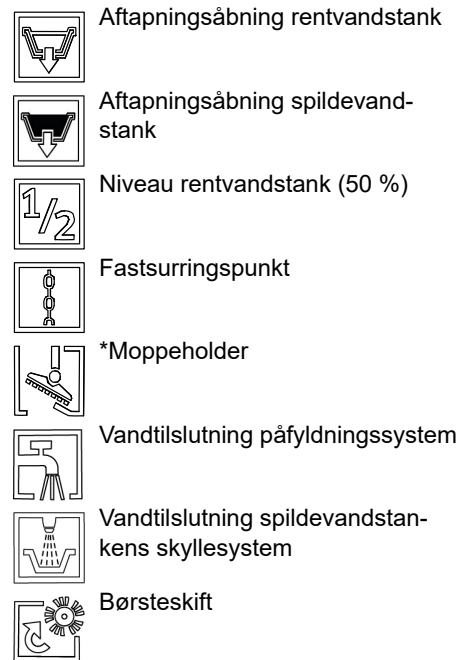 Aftapningsåbning rentvandstank
Aftapningsåbning spildevand-
stank
1/2
Niveau rentvandstank (50 %)
Fastsurringspunkt
*Moppeholder
Vandtilslutning påfyldningssystem
Vandtilslutning spildevandstan-
kens skyllesystem
Børsteskift